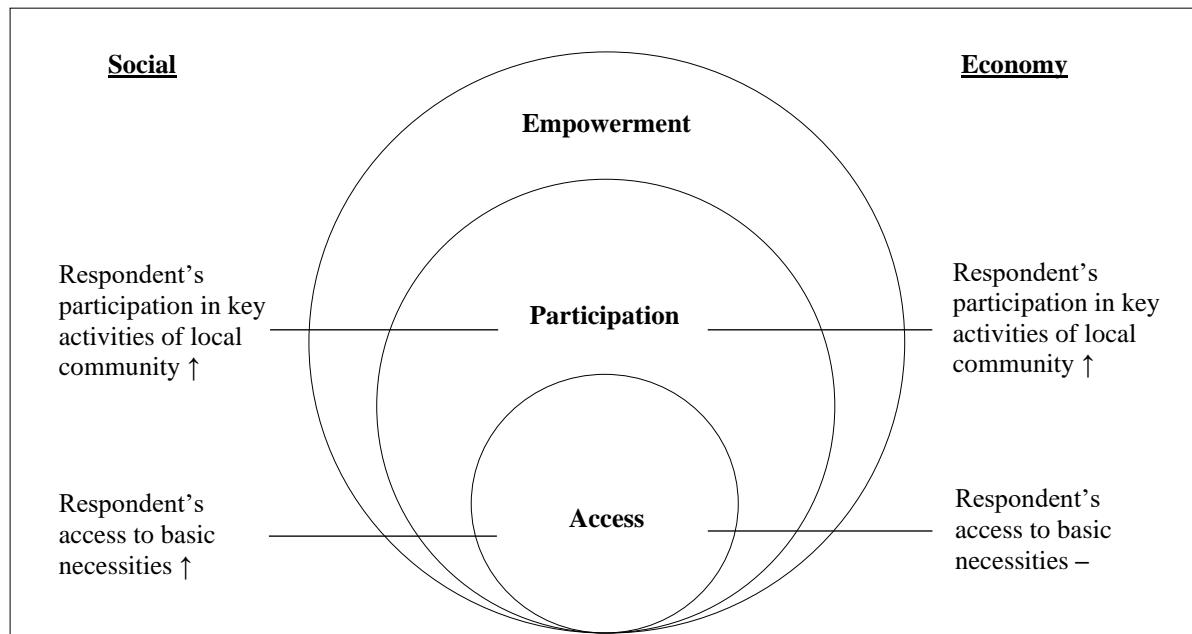 Social
Economy
Empowerment
Respondent’s
participation in key
activities of local
community ↑
Participation
Respondent’s
participation in key
activities of local
community ↑
Respondent’s
access to basic
necessities ↑
Access
Respondent’s
access to basic
necessities –